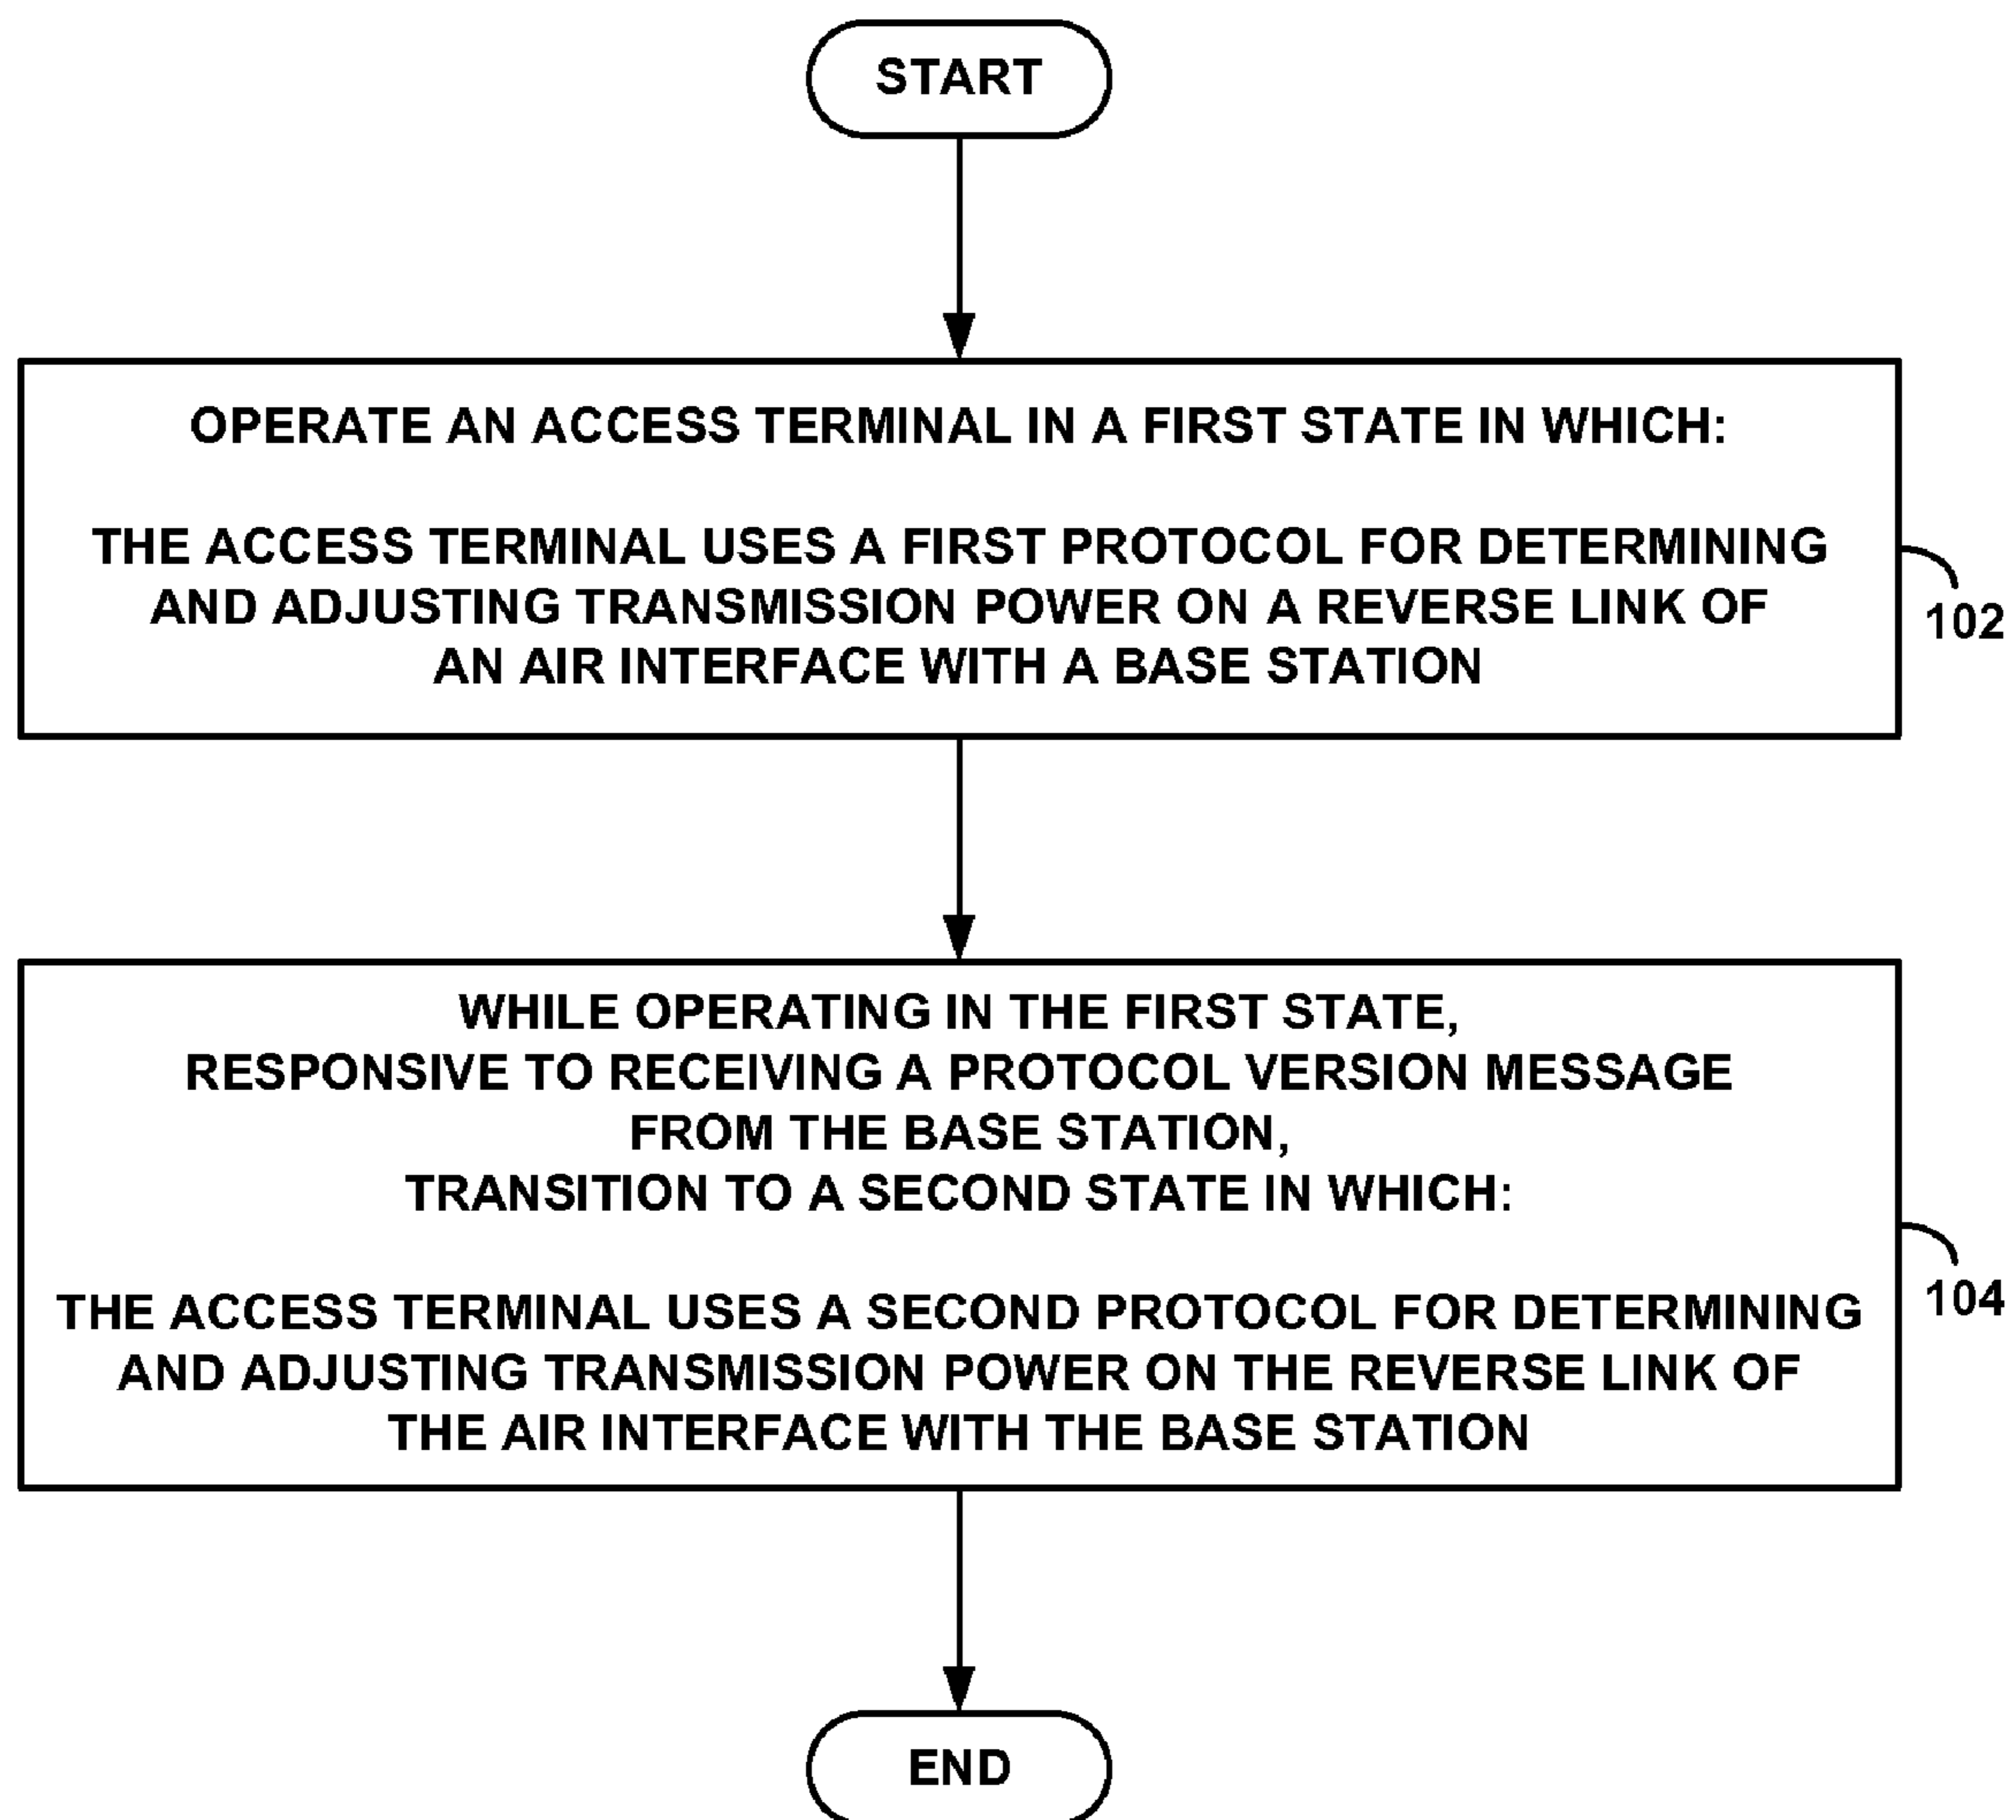 START
OPERATE AN ACCESS TERMINAL IN A FIRST STATE IN WHICH:
THE ACCESS TERMINAL USES A FIRST PROTOCOL FOR DETERMINING
AND ADJUSTING TRANSMISSION POWER ON A REVERSE LINK OF
AN AIR INTERFACE WITH A BASE STATION
102
WHILE OPERATING IN THE FIRST STATE,
RESPONSIVE TO RECEIVING A PROTOCOL VERSION MESSAGE
FROM THE BASE STATION,
TRANSITION TO A SECOND STATE IN WHICH:
THE ACCESS TERMINAL USES A SECOND PROTOCOL FOR DETERMINING
AND ADJUSTING TRANSMISSION POWER ON THE REVERSE LINK OF
THE AIR INTERFACE WITH THE BASE STATION
104
END